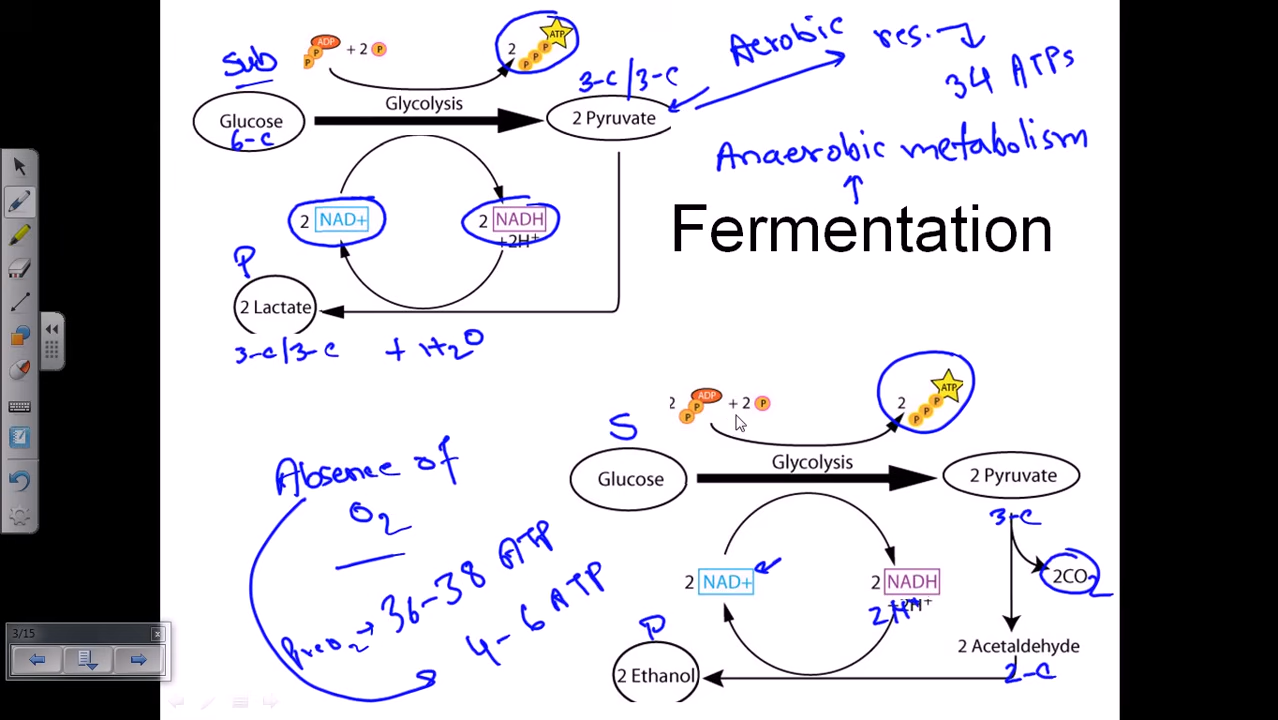 Sub
ADP
P
P
+ 2 P
2
P
P
P
ATP
Aerobic res.
34 ATPs
3-C/3-C
Glycolysis
Glucose
6-C
2 Pyruvate
Anaerobic metabolism
2 NAD+
2 NADH
+2H+
Fermentation
P
2 Lactate
3-C/3-C + H2O
2
ADP
P
P
+ 2 P
2
P
P
P
ATP
S
Glycolysis
Glucose
2 Pyruvate
3-C
Absence of
O2
36-38 ATP
4-6 ATP
2 NAD+
2 NADH
2H+
2CO2
P
2 Acetaldehyde
2-C
2 Ethanol
3/15
x